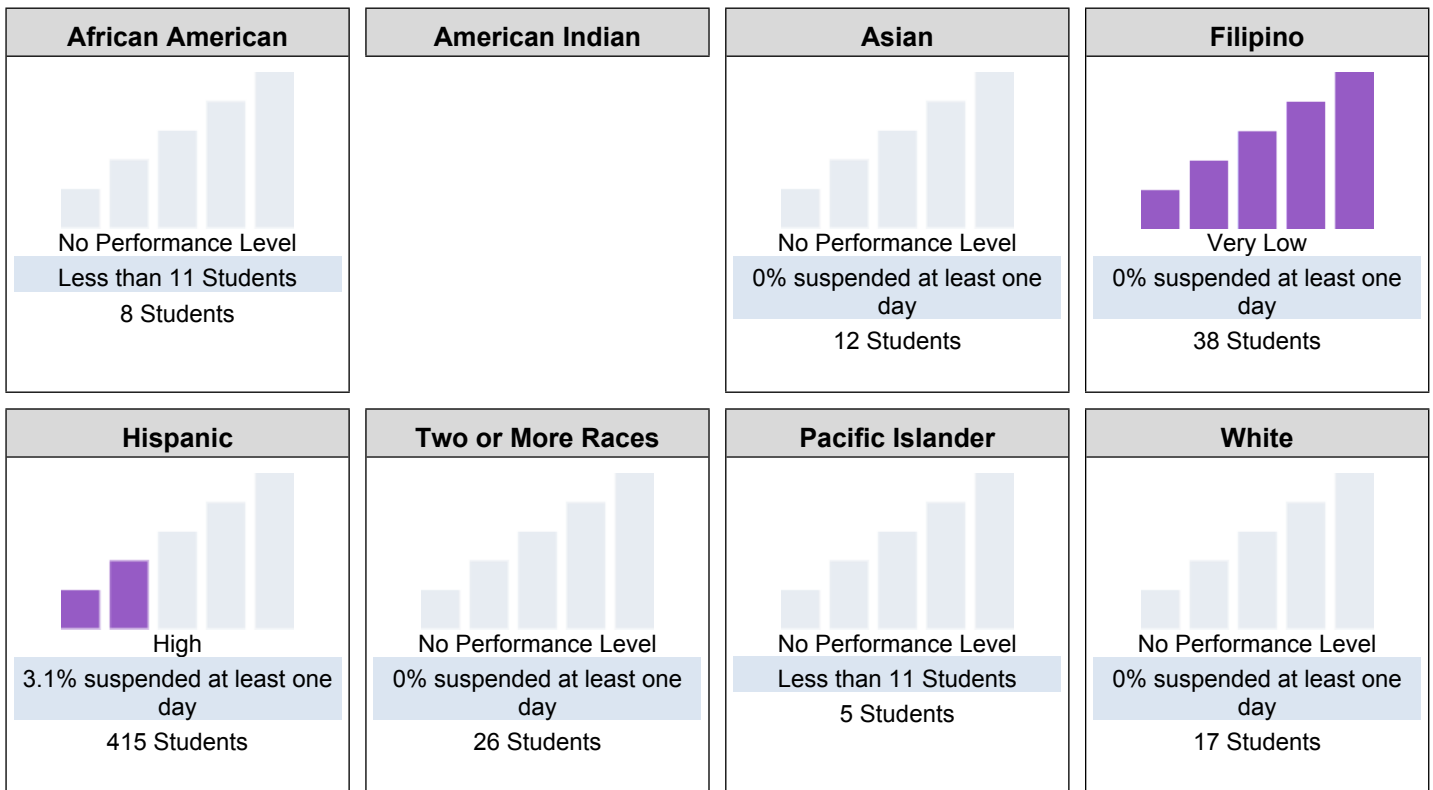 African American
No Performance Level
Less than 11 Students
8 Students
American Indian
Asian
No Performance Level
0% suspended at least one
day
12 Students
Filipino
Very Low
0% suspended at least one
day
38 Students
Hispanic
High
3.1% suspended at least one
day
415 Students
Two or More Races
No Performance Level
0% suspended at least one
day
26 Students
Pacific Islander
No Performance Level
Less than 11 Students
5 Students
White
No Performance Level
0% suspended at least one
day
17 Students